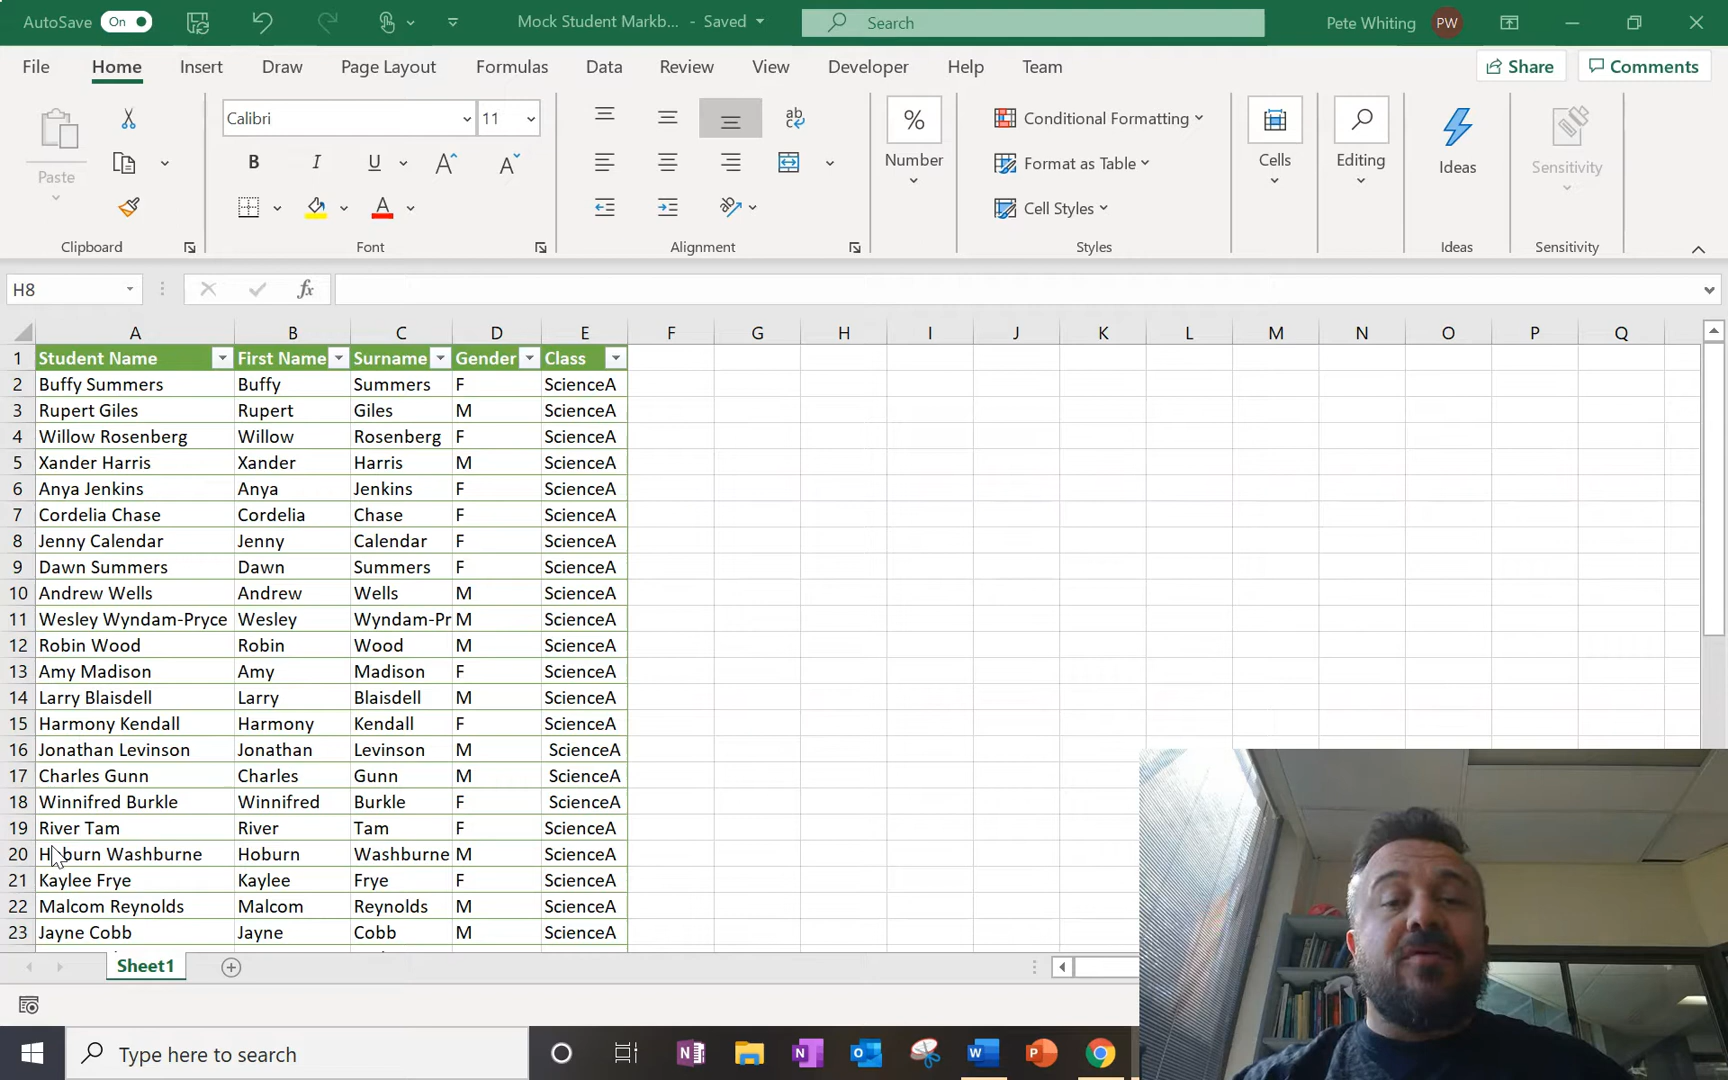 AutoSave On Mock Student Markb... - Saved Search Pete Whiting PW
File Home Insert Draw Page Layout Formulas Data Review View Developer Help Team Share Comments
Calibri 11 ab c % Conditional Formatting
Paste B I U A A Number Format as Table Cells Editing Ideas Sensitivity
A Cell Styles
Clipboard Font Alignment Styles Ideas Sensitivity
H8 fx
A B C D E F G H I J K L M N O P Q
1 Student Name First Name Surname Gender Class
2 Buffy Summers Buffy Summers F ScienceA
3 Rupert Giles Rupert Giles M ScienceA
4 Willow Rosenberg Willow Rosenberg F ScienceA
5 Xander Harris Xander Harris M ScienceA
6 Anya Jenkins Anya Jenkins F ScienceA
7 Cordelia Chase Cordelia Chase F ScienceA
8 Jenny Calendar Jenny Calendar F ScienceA
9 Dawn Summers Dawn Summers F ScienceA
10 Andrew Wells Andrew Wells M ScienceA
11 Wesley Wyndam-Pryce Wesley Wyndam-Pr M ScienceA
12 Robin Wood Robin Wood M ScienceA
13 Amy Madison Amy Madison F ScienceA
14 Larry Blaisdell Larry Blaisdell M ScienceA
15 Harmony Kendall Harmony Kendall F ScienceA
16 Jonathan Levinson Jonathan Levinson M ScienceA
17 Charles Gunn Charles Gunn M ScienceA
18 Winnifred Burkle Winnifred Burkle F ScienceA
19 River Tam River Tam F ScienceA
20 Hoburn Washburne Hoburn Washburne M ScienceA
21 Kaylee Frye Kaylee Frye F ScienceA
22 Malcom Reynolds Malcom Reynolds M ScienceA
23 Jayne Cobb Jayne Cobb M ScienceA
Sheet1
Type here to search N N O W P